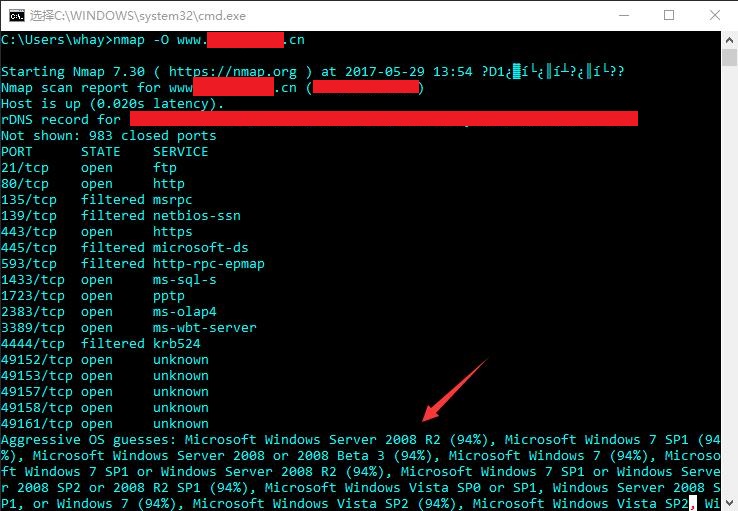 选择C:\WINDOWS\system32\cmd.exe
C:\Users\whay>nmap -O www. .cn
Starting Nmap 7.30 ( https://nmap.org ) at 2017-05-29 13:54
Nmap scan report for www .cn ( )
Host is up (0.020s latency).
rDNS record for
Not shown: 983 closed ports
PORT STATE SERVICE
21/tcp open ftp
80/tcp open http
135/tcp filtered msrpc
139/tcp filtered netbios-ssn
443/tcp open https
445/tcp filtered microsoft-ds
593/tcp filtered http-rpc-epmap
1433/tcp open ms-sql-s
1723/tcp open pptp
2383/tcp open ms-olap4
3389/tcp open ms-wbt-server
4444/tcp filtered krb524
49152/tcp open unknown
49153/tcp open unknown
49157/tcp open unknown
49158/tcp open unknown
49161/tcp open unknown
Aggressive OS guesses: Microsoft Windows Server 2008 R2 (94%), Microsoft Windows 7 SP1 (94
%), Microsoft Windows Server 2008 or 2008 Beta 3 (94%), Microsoft Windows 7 (94%), Microso
ft Windows 7 SP1 or Windows Server 2008 R2 (94%), Microsoft Windows 7 SP1 or Windows Serve
r 2008 SP2 or 2008 R2 SP1 (94%), Microsoft Windows Vista SP0 or SP1, Windows Server 2008 S
P1, or Windows 7 (94%), Microsoft Windows Vista SP2 (94%), Microsoft Windows Vista SP2, Wi